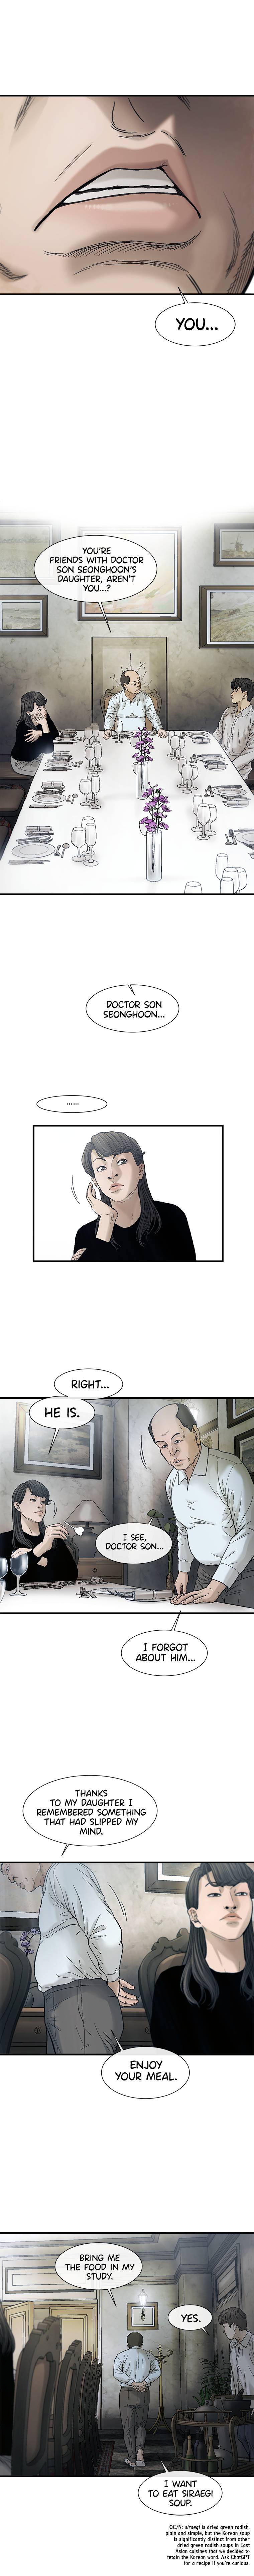 YOU...
YOU'RE
FRIENDS WITH DOCTOR
SON SEONGHOON'S
DAUGHTER, AREN'T
YOU...?
DOCTOR SON
SEONGHOON...
......
RIGHT...
HE IS.
I SEE,
DOCTOR SON...
I FORGOT
ABOUT HIM...
THANKS
TO MY DAUGHTER I
REMEMBERED SOMETHING
THAT HAD SLIPPED MY
MIND.
ENJOY
YOUR MEAL.
BRING ME
THE FOOD IN MY
STUDY.
YES.
I WANT
TO EAT SIRAEGI
SOUP.
QC/N: siraegi is dried green radish,
plain and simple, but the Korean soup
is significantly distinct from other
dried green radish soups in East
Asian cuisines that we decided to
retain the Korean word. Ask ChatGPT
for a recipe if you're curious.